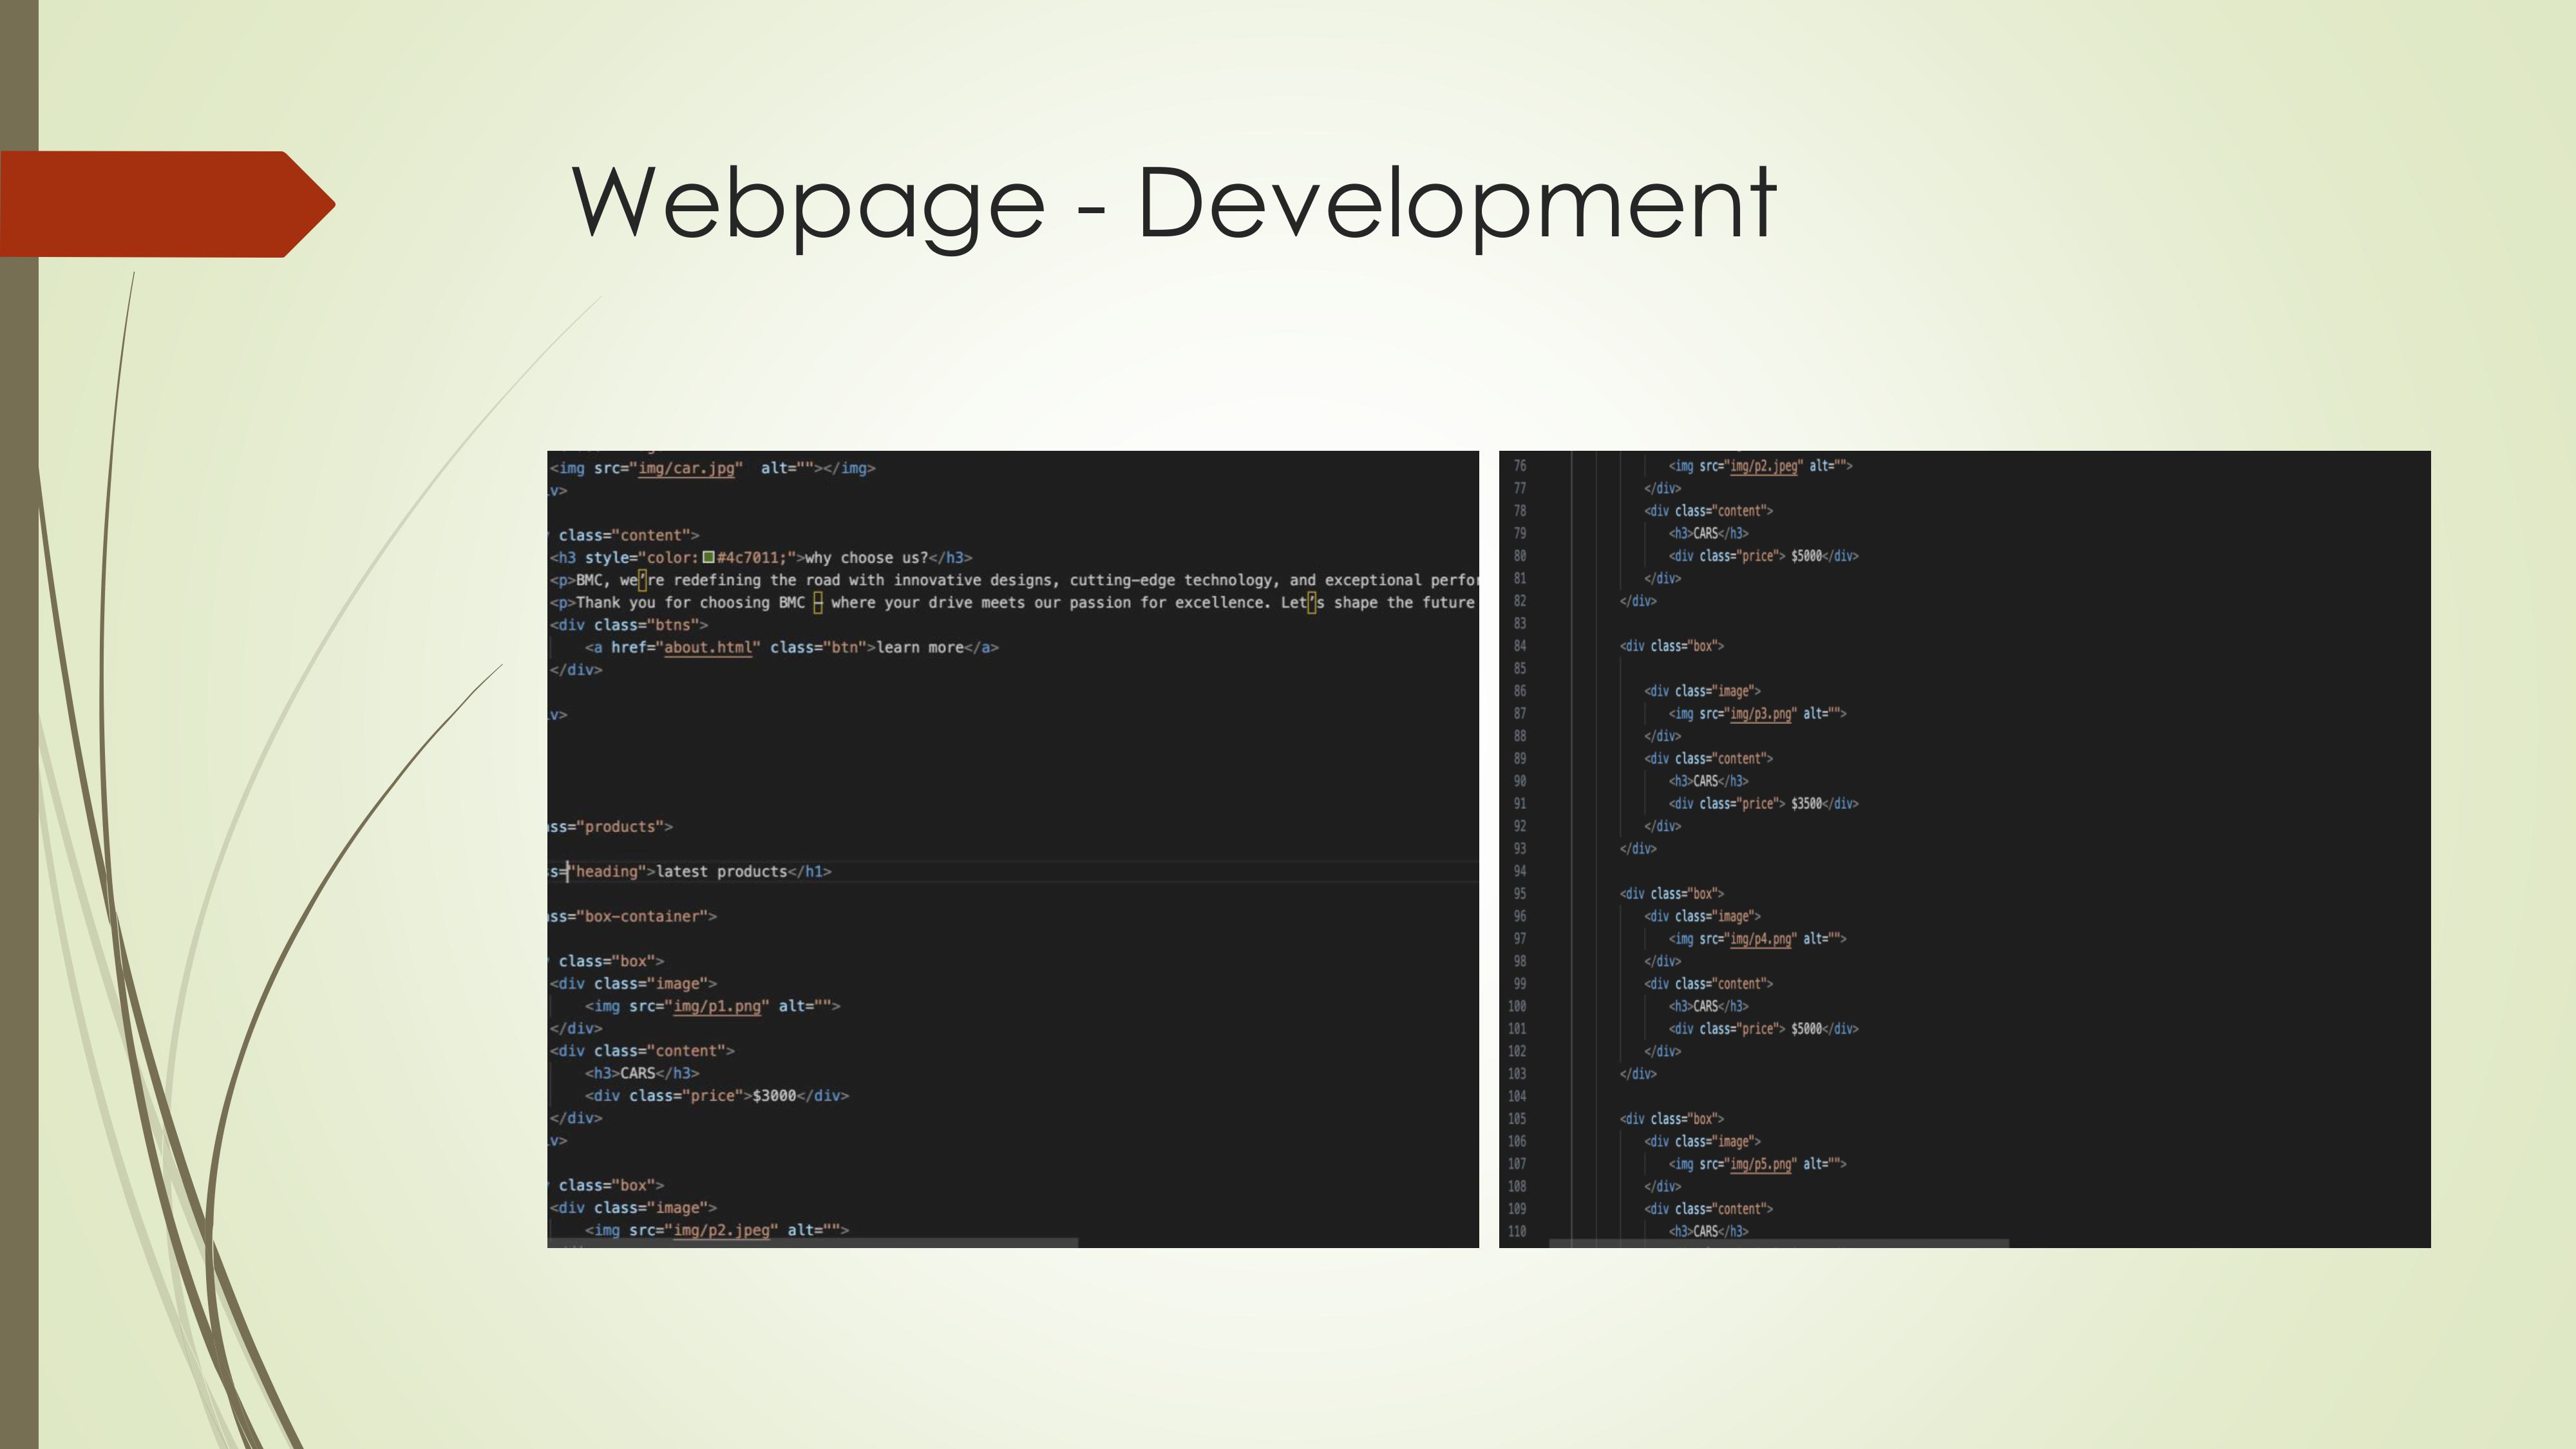 Webpage - Development
<img src="img/car.jpg"  alt=""></img>
iv>
class="content">
<h3 style="color:#4c7011;">why choose us?</h3>
<p>BMC, we’re redefining the road with innovative designs, cutting-edge technology, and exceptional perfor
<p>Thank you for choosing BMC – where your drive meets our passion for excellence. Let’s shape the future
<div class="btns">
<a href="about.html" class="btn">learn more</a>
</div>
iv>
ass="products">
ss="heading">latest products</h1>
ass="box-container">
class="box">
<div class="image">
<img src="img/p1.png" alt="">
</div>
<div class="content">
<h3>CARS</h3>
<div class="price">$3000</div>
</div>
iv>
class="box">
<div class="image">
<img src="img/p2.jpeg" alt="">
76 <img src="img/p2.jpeg" alt="">
77 </div>
78 <div class="content">
79 <h3>CARS</h3>
80 <div class="price"> $5000</div>
81 </div>
82 </div>
83
84 <div class="box">
85
86 <div class="image">
87 <img src="img/p3.png" alt="">
88 </div>
89 <div class="content">
90 <h3>CARS</h3>
91 <div class="price"> $3500</div>
92 </div>
93 </div>
94
95 <div class="box">
96 <div class="image">
97 <img src="img/p4.png" alt="">
98 </div>
99 <div class="content">
100 <h3>CARS</h3>
101 <div class="price"> $5000</div>
102 </div>
103 </div>
104
105 <div class="box">
106 <div class="image">
107 <img src="img/p5.png" alt="">
108 </div>
109 <div class="content">
110 <h3>CARS</h3>